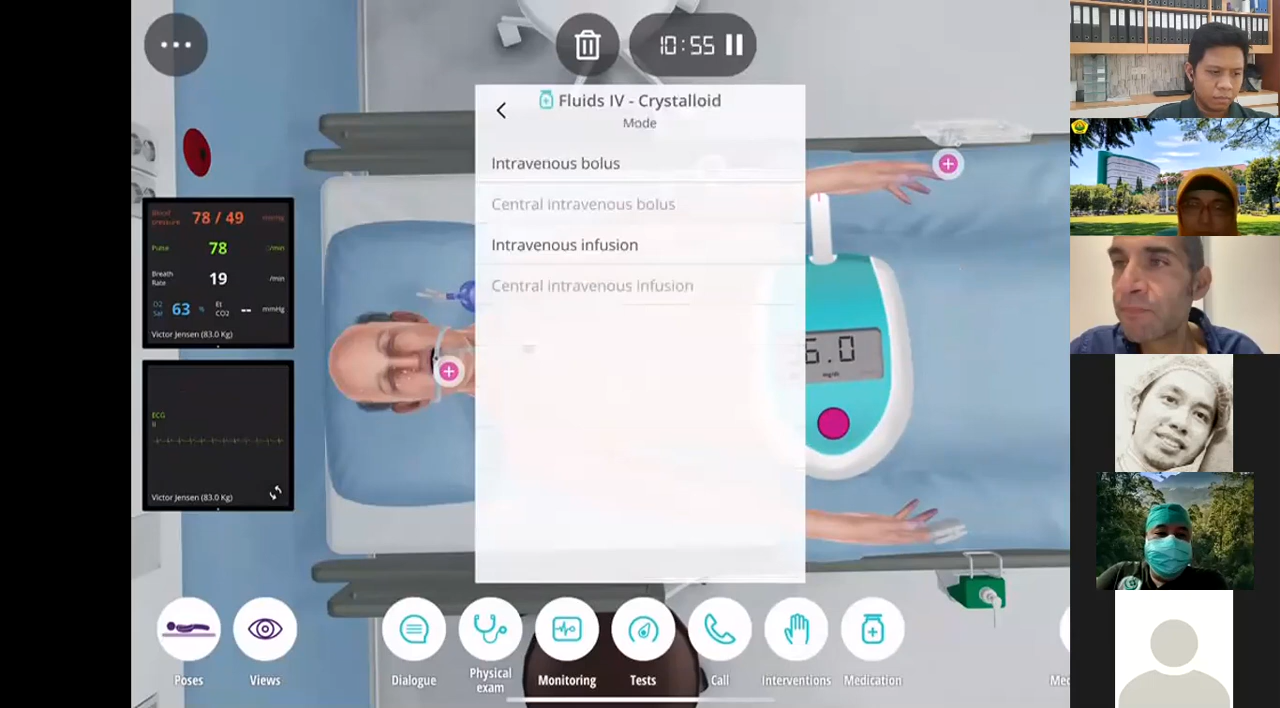 10:55
Fluids IV - Crystalloid
Mode
Intravenous bolus
Central intravenous bolus
Intravenous infusion
Central intravenous infusion
Blood pressure 78 / 49 mmHg
Pulse 78 /min
Breath Rate 19 /min
O2 Sat 63 % Et CO2 -- mmHg
Victor Jensen (83.0 Kg)
ECG
II
Victor Jensen (83.0 Kg)
6.0
Poses
Views
Dialogue
Physical exam
Monitoring
Tests
Call
Interventions
Medication